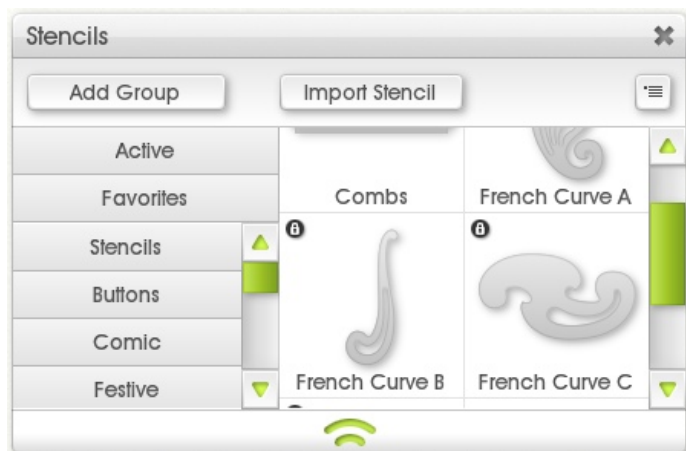 Stencils
Add Group
Import Stencil
Active
Favorites
Stencils
Buttons
Comic
Festive
Combs
French Curve A
French Curve B
French Curve C